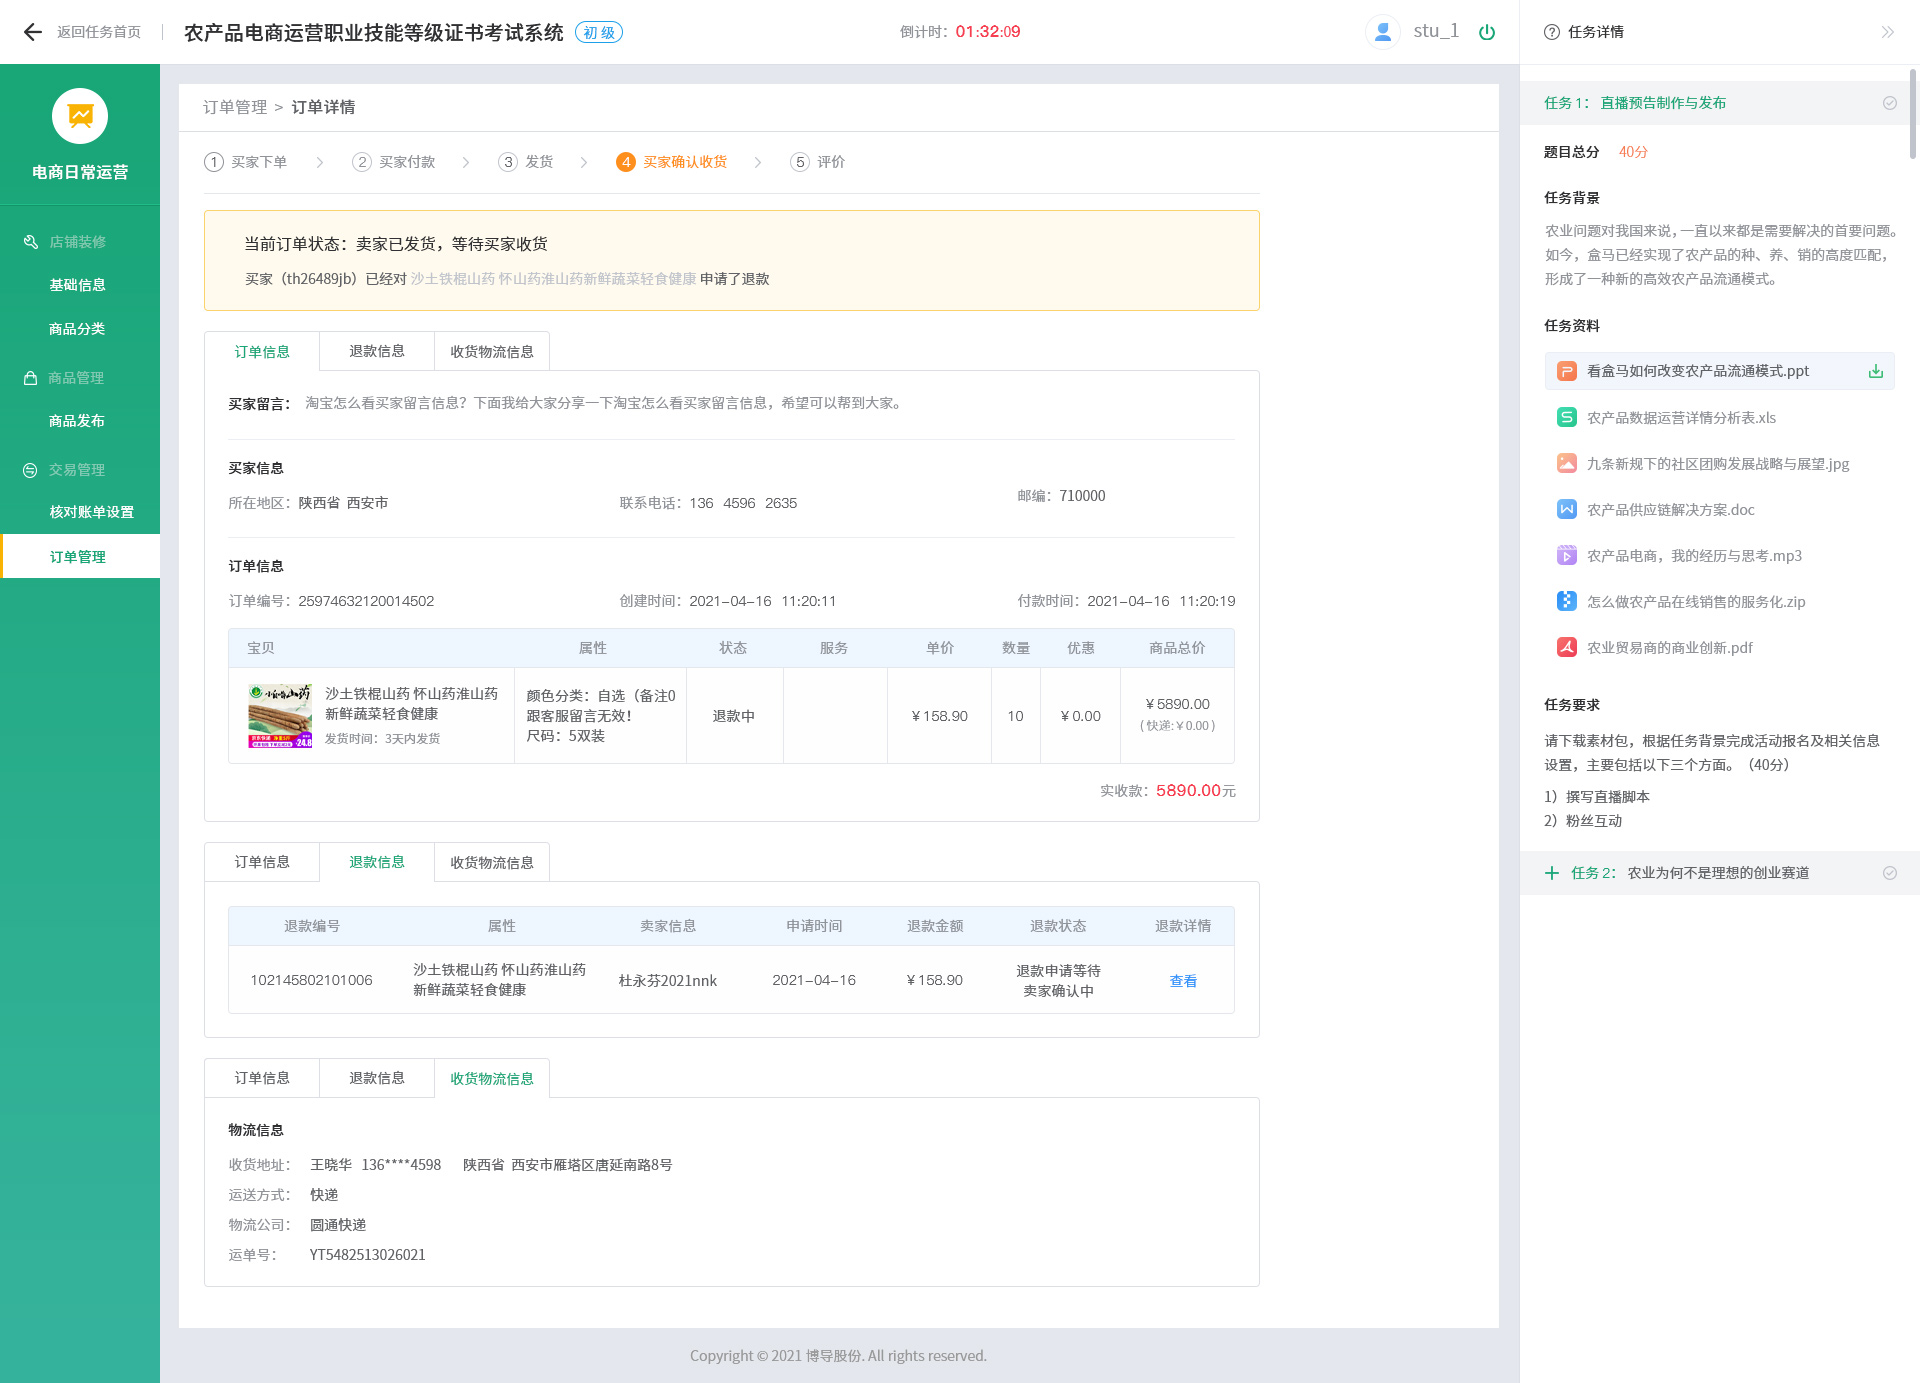 返回任务首页
农产品电商运营职业技能等级证书考试系统 初 级
倒计时：01:32:09
stu_1
任务详情
电商日常运营
店铺装修
基础信息
商品分类
商品管理
商品发布
交易管理
核对账单设置
订单管理
订单管理 > 订单详情
1 买家下单
2 买家付款
3 发货
4 买家确认收货
5 评价
当前订单状态：卖家已发货，等待买家收货
买家（th26489jb）已经对 沙土铁棍山药 怀山药淮山药新鲜蔬菜轻食健康 申请了退款
订单信息 退款信息 收货物流信息
买家留言： 淘宝怎么看买家留言信息？下面我给大家分享一下淘宝怎么看买家留言信息，希望可以帮到大家。
买家信息
所在地区：陕西省 西安市 联系电话：136 4596 2635 邮编：710000
订单信息
订单编号：25974632120014502 创建时间：2021-04-16 11:20:11 付款时间：2021-04-16 11:20:19
宝贝 属性 状态 服务 单价 数量 优惠 商品总价
沙土铁棍山药 怀山药淮山药
新鲜蔬菜轻食健康
发货时间：3天内发货
颜色分类：自选（备注0
跟客服留言无效！
尺码：5双装
退款中
￥158.90
10
￥0.00
￥5890.00
( 快递:￥0.00 )
24.8
实收款：5890.00元
订单信息 退款信息 收货物流信息
退款编号 属性 卖家信息 申请时间 退款金额 退款状态 退款详情
102145802101006
沙土铁棍山药 怀山药淮山药
新鲜蔬菜轻食健康
杜永芬2021nnk
2021-04-16
￥158.90
退款申请等待
卖家确认中
查看
订单信息 退款信息 收货物流信息
物流信息
收货地址： 王晓华 136****4598 陕西省 西安市雁塔区唐延南路8号
运送方式： 快递
物流公司： 圆通快递
运单号： YT5482513026021
Copyright © 2021 博导股份. All rights reserved.
任务 1： 直播预告制作与发布
题目总分 40分
任务背景
农业问题对我国来说，一直以来都是需要解决的首要问题。
如今，盒马已经实现了农产品的种、养、销的高度匹配，
形成了一种新的高效农产品流通模式。
任务资料
看盒马如何改变农产品流通模式.ppt
农产品数据运营详情分析表.xls
九条新规下的社区团购发展战略与展望.jpg
农产品供应链解决方案.doc
农产品电商，我的经历与思考.mp3
怎么做农产品在线销售的服务化.zip
农业贸易商的商业创新.pdf
任务要求
请下载素材包，根据任务背景完成活动报名及相关信息
设置，主要包括以下三个方面。（40分）
1）撰写直播脚本
2）粉丝互动
任务 2： 农业为何不是理想的创业赛道